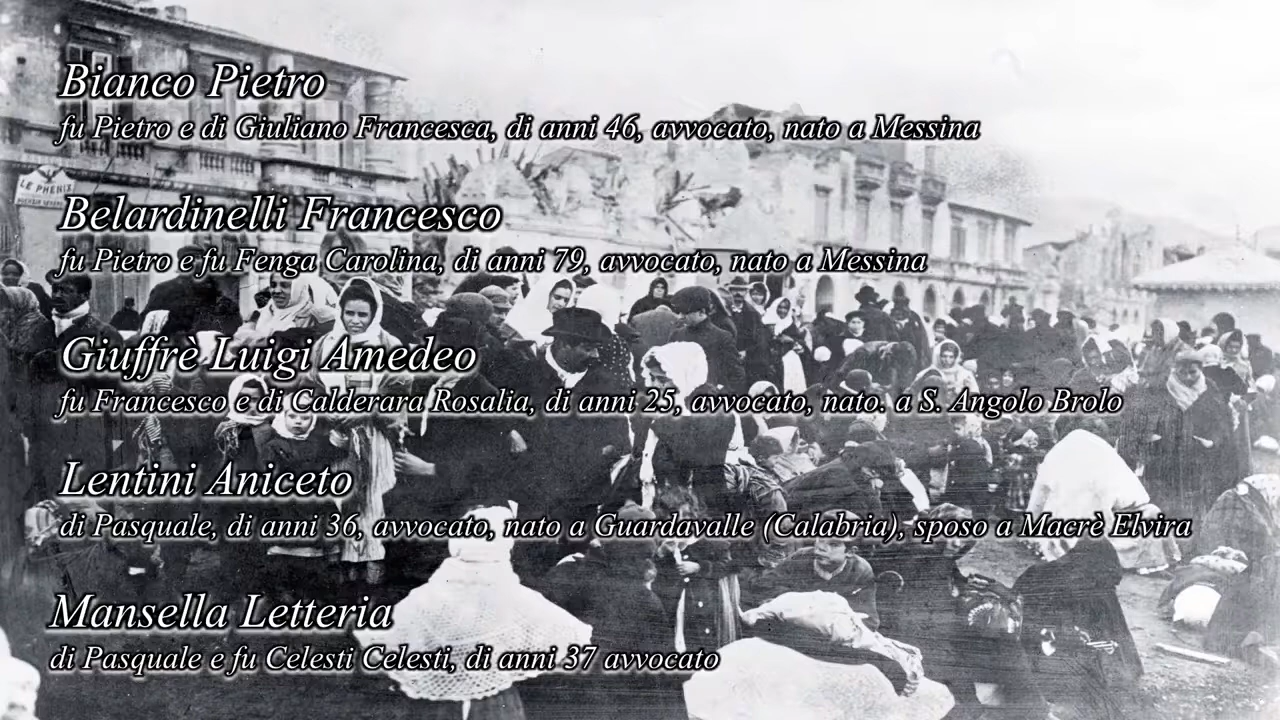 Bianco Pietro
fu Pietro e di Giuliano Francesca, di anni 46, avvocato, nato a Messina
LE PHENIX
Belardinelli Francesco
fu Pietro e fu Fenga Carolina, di anni 79, avvocato, nato a Messina
Giuffrè Luigi Amedeo
fu Francesco e di Calderara Rosalia, di anni 25, avvocato, nato. a S. Angolo Brolo
Lentini Aniceto
di Pasquale, di anni 36, avvocato, nato a Guardavalle (Calabria), sposo a Macrè Elvira
Mansella Letteria
di Pasquale e fu Celesti Celesti, di anni 37 avvocato